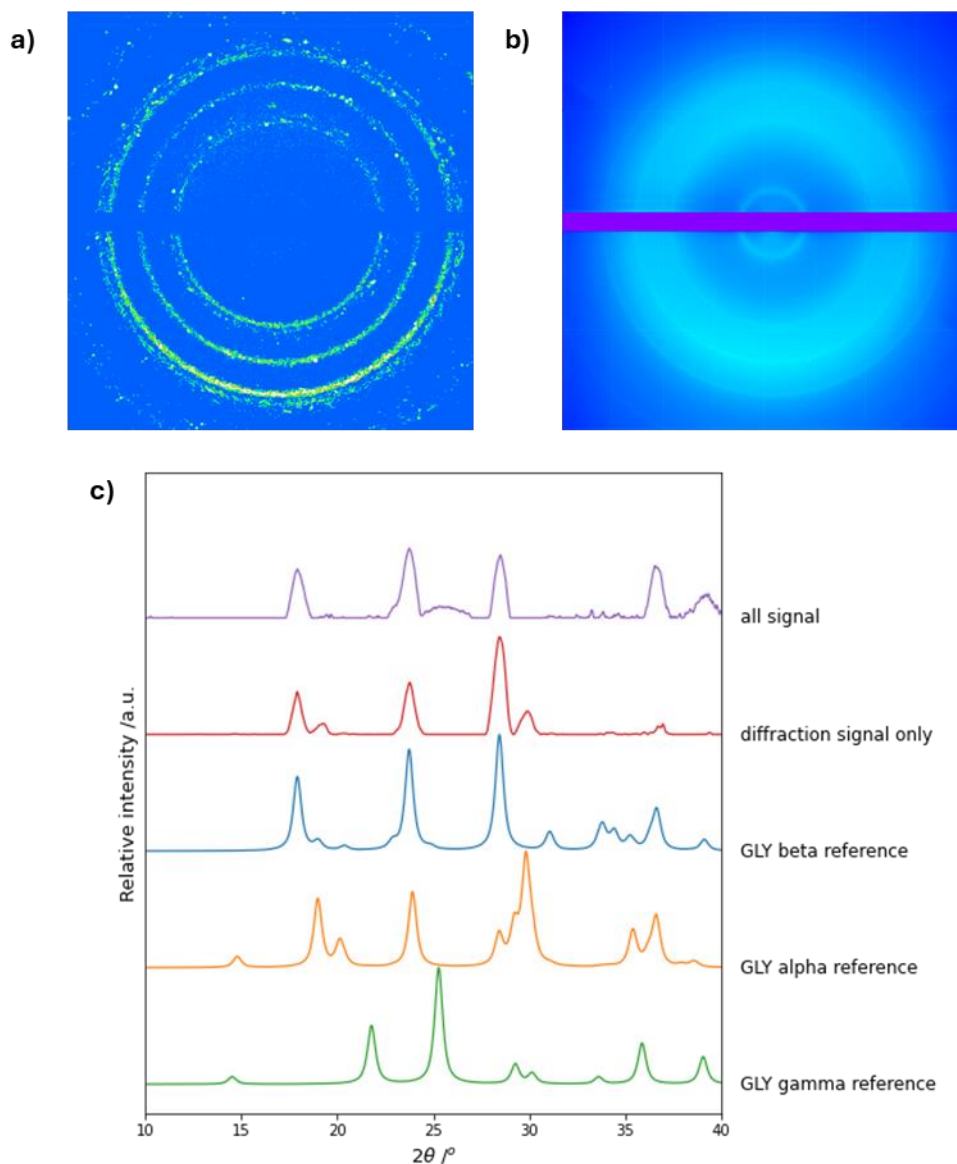 a)
b)
c)
all signal
diffraction signal only
GLY beta reference
GLY alpha reference
GLY gamma reference
Relative intensity /a.u.
10 15 20 25 30 35 40
2θ /°